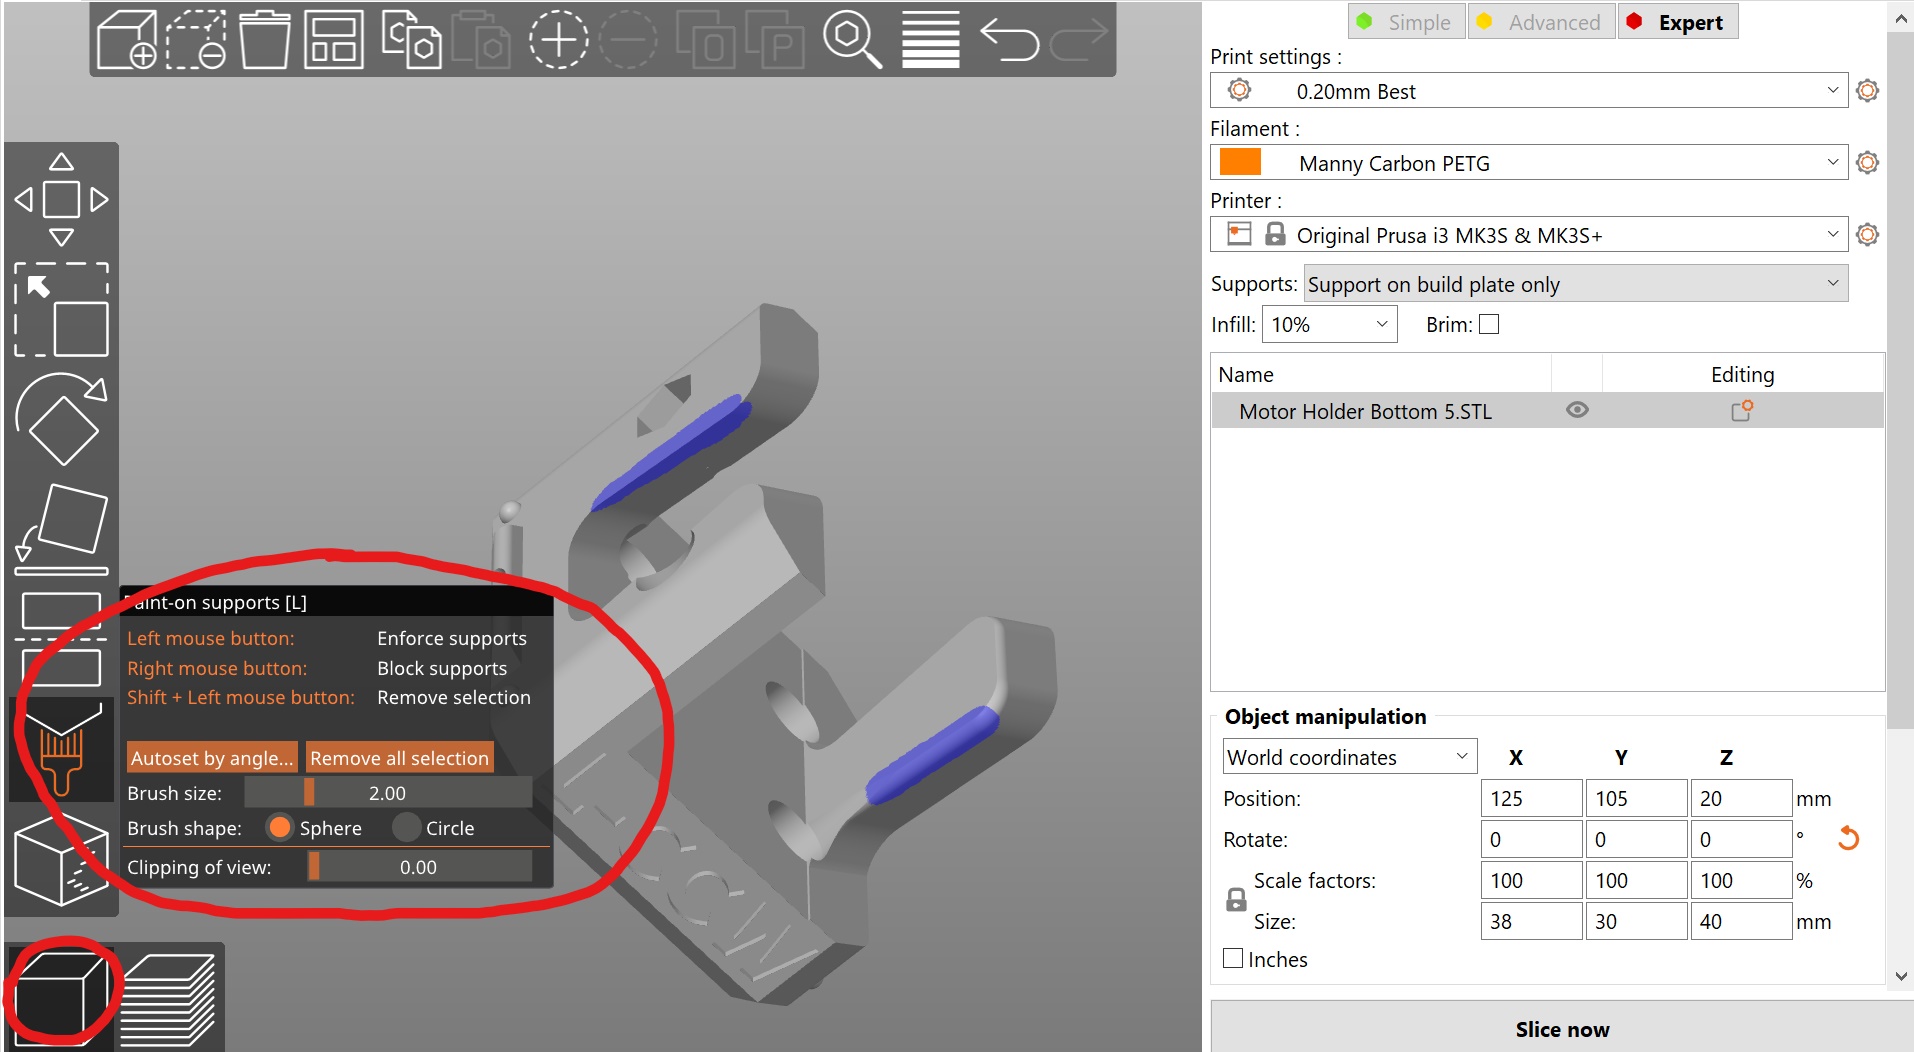 Simple
Advanced
Expert
Print settings :
0.20mm Best
Filament :
Manny Carbon PETG
Printer :
Original Prusa i3 MK3S & MK3S+
Supports: Support on build plate only
Infill: 10% Brim:
Name Editing
Motor Holder Bottom 5.STL
Object manipulation
World coordinates X Y Z
Position: 125 105 20 mm
Rotate: 0 0 0 °
Scale factors: 100 100 100 %
Size: 38 30 40 mm
Inches
Slice now
Paint-on supports [L]
Left mouse button: Enforce supports
Right mouse button: Block supports
Shift + Left mouse button: Remove selection
Autoset by angle... Remove all selection
Brush size: 2.00
Brush shape: Sphere Circle
Clipping of view: 0.00